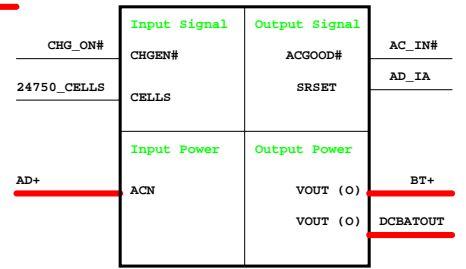 Input Signal Output Signal
CHG_ON# CHGEN# ACGOOD# AC_IN#
24750_CELLS CELLS SRSET AD_IA
Input Power Output Power
AD+ ACN VOUT (O) BT+
VOUT (O) DCBATOUT